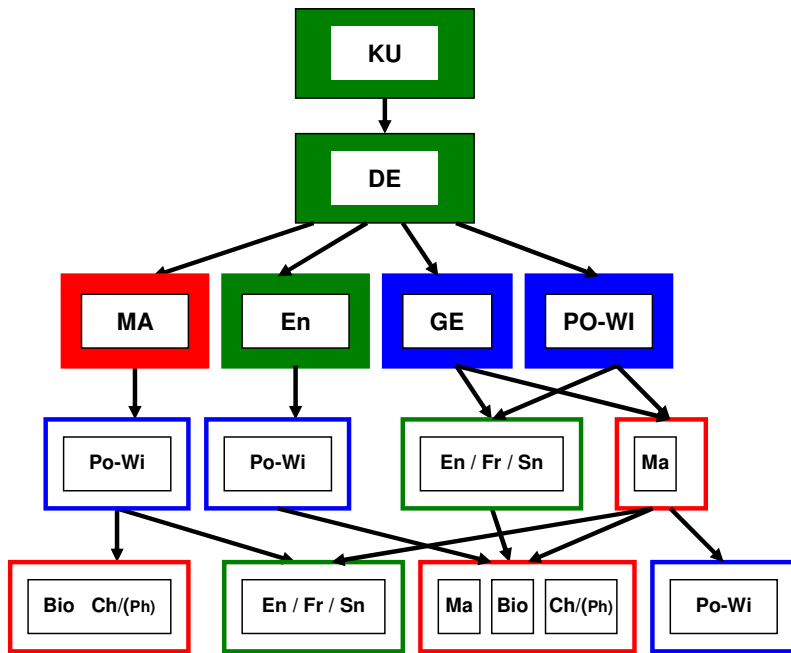 KU
DE
MA En GE PO-WI
Po-Wi Po-Wi En / Fr / Sn Ma
Bio Ch/(Ph) En / Fr / Sn Ma Bio Ch/(Ph) Po-Wi